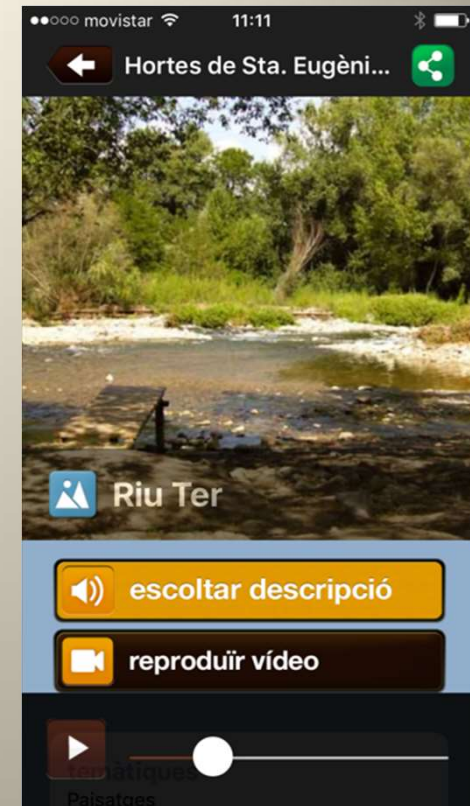 movistar 11:11
Hortes de Sta. Eugèni...
Riu Ter
escoltar descripció
reproduïr vídeo
temàtiques
Paisatges